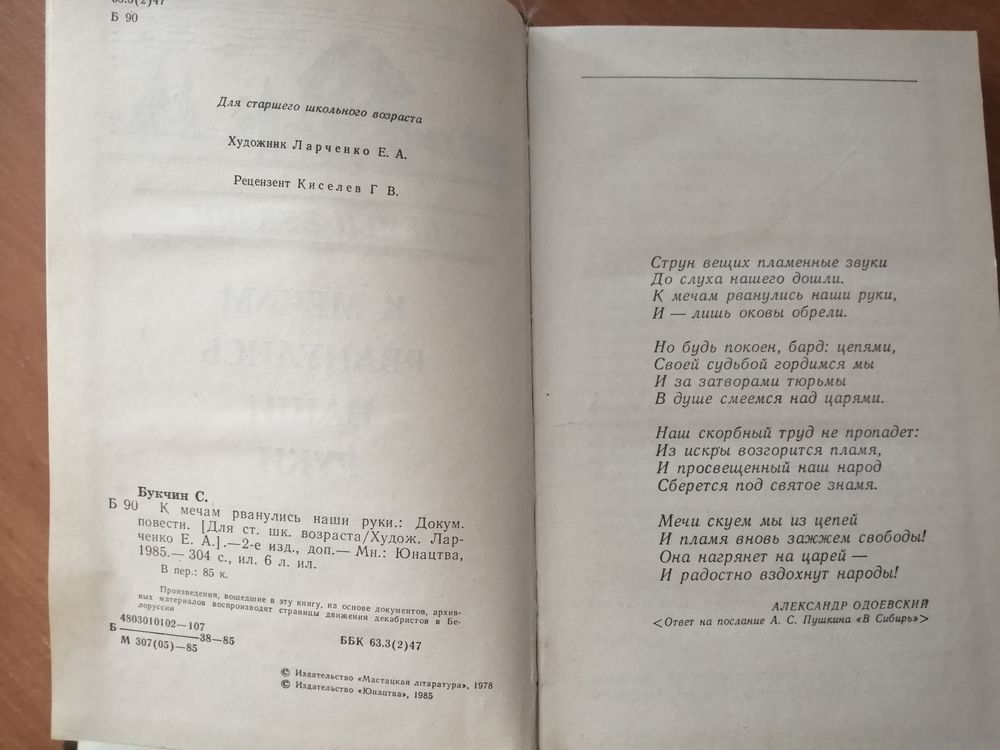 63.3(2)47
Б 90
Для старшего школьного возраста
Художник Ларченко Е. А.
Рецензент Киселев Г В.
Букчин С.
Б 90 К мечам рванулись наши руки.: Докум.
повести. [Для ст. шк. возраста/Худож. Лар-
ченко Е. А.].—2-е изд., доп.— Мн.: Юнацтва,
1985.— 304 с., ил. 6 л. ил.
В пер.: 85 к.
Произведения, вошедшие в эту книгу, на основе документов, архив-
ных материалов воспроизводят страницы движения декабристов в Бе-
лоруссии
4803010102—107
Б
38—85
М 307(05)—85
ББК 63.3(2)47
© Издательство «Мастацкая літаратура», 1978
© Издательство «Юнацтва», 1985
Струн вещих пламенные звуки
До слуха нашего дошли.
К мечам рванулись наши руки,
И — лишь оковы обрели.
Но будь покоен, бард: цепями,
Своей судьбой гордимся мы
И за затворами тюрьмы
В душе смеемся над царями.
Наш скорбный труд не пропадет:
Из искры возгорится пламя,
И просвещенный наш народ
Сберется под святое знамя.
Мечи скуем мы из цепей
И пламя вновь зажжем свободы!
Она нагрянет на царей —
И радостно вздохнут народы!
АЛЕКСАНДР ОДОЕВСКИЙ
<Ответ на послание А. С. Пушкина «В Сибирь»>